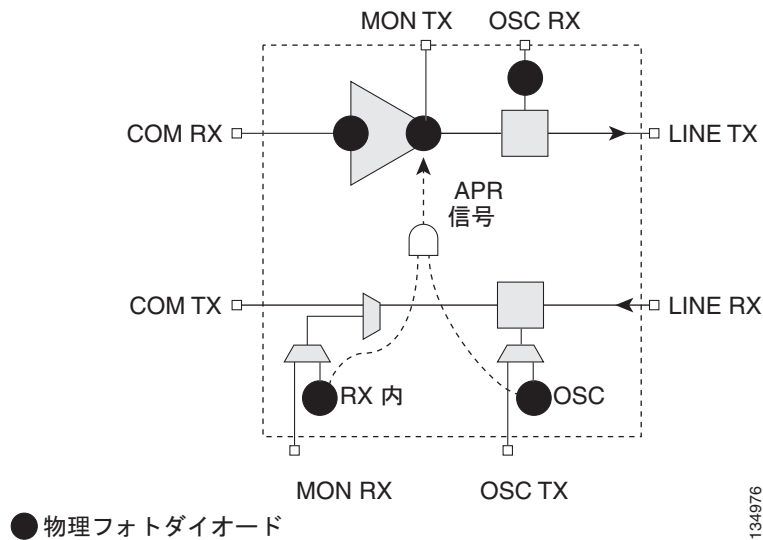 MON TX
OSC RX
COM RX
LINE TX
APR
信号
COM TX
LINE RX
RX 内
OSC
MON RX
OSC TX
物理フォトダイオード
134976